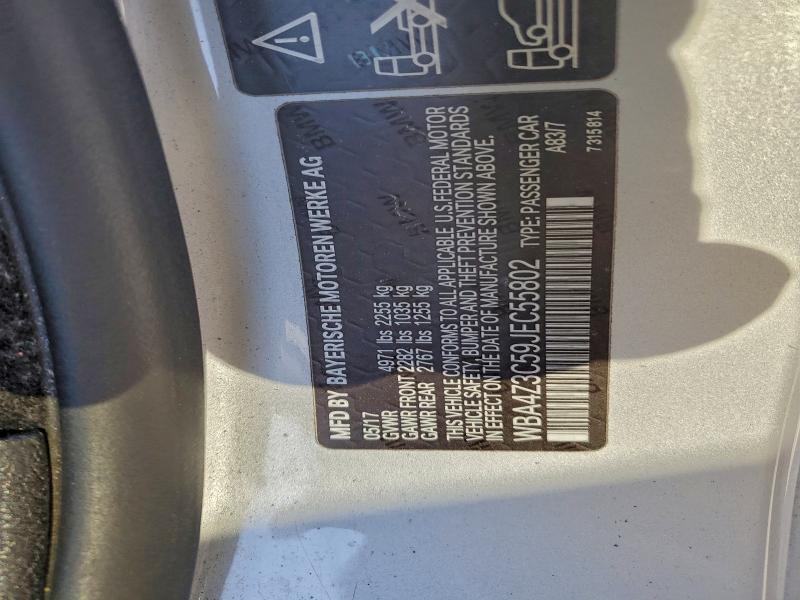 MFD BY BAYERISCHE MOTOREN WERKE AG
05/17
GVWR 4971 lbs 2255 kg
GAWR FRONT 2282 lbs 1035 kg
GAWR REAR 2767 lbs 1255 kg
THIS VEHICLE CONFORMS TO ALL APPLICABLE U.S. FEDERAL MOTOR
VEHICLE SAFETY, BUMPER, AND THEFT PREVENTION STANDARDS
IN EFFECT ON THE DATE OF MANUFACTURE SHOWN ABOVE.
WBA4Z3C59JEC55802 TYPE: PASSENGER CAR
A83/7
7315814